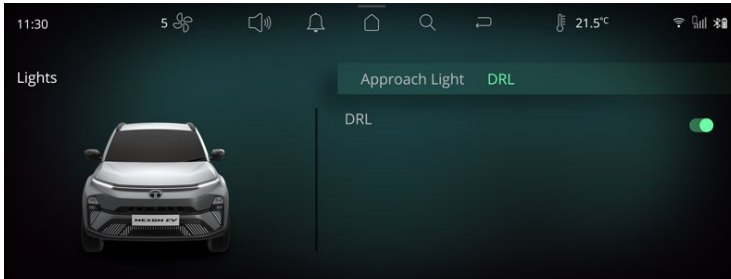 11:30 5 21.5°C
Lights
Approach Light DRL
DRL
NEXON EV